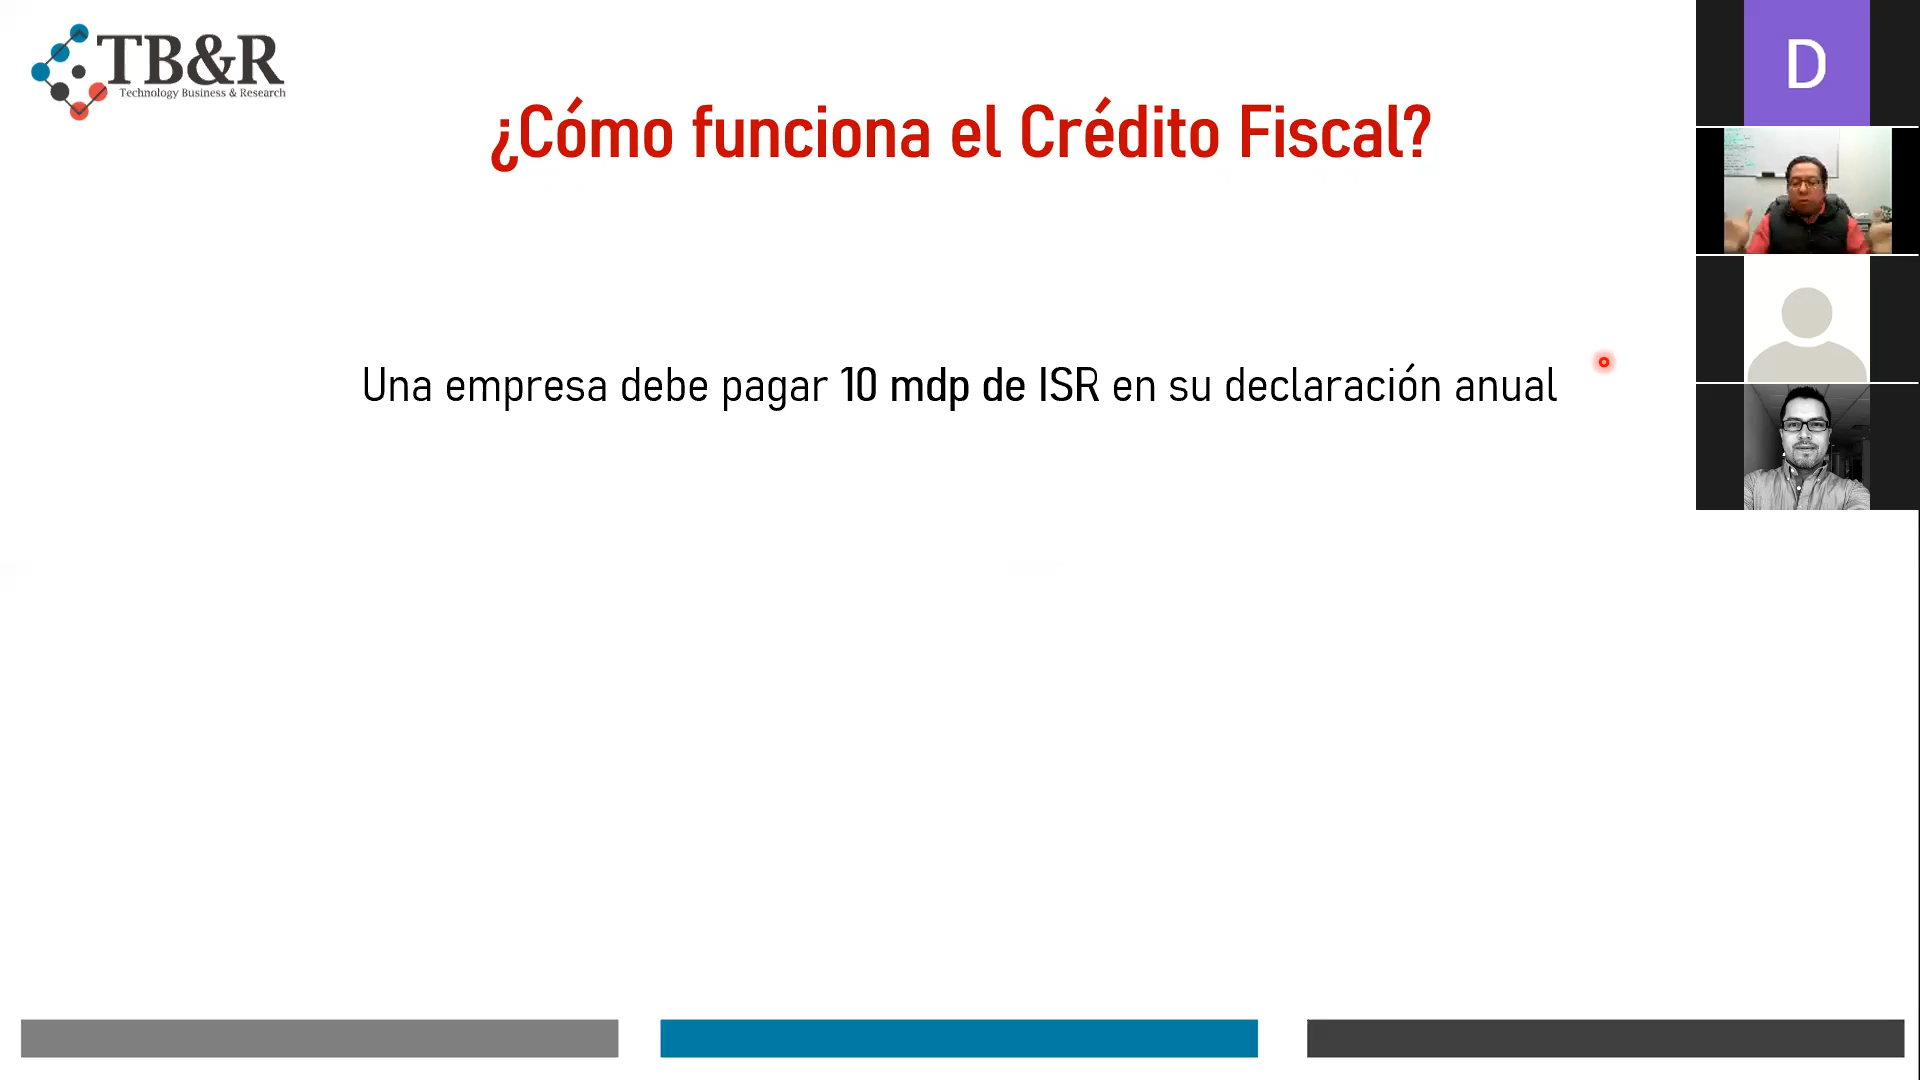 TB&R
Technology Business & Research
¿Cómo funciona el Crédito Fiscal?
D
Una empresa debe pagar 10 mdp de ISR en su declaración anual